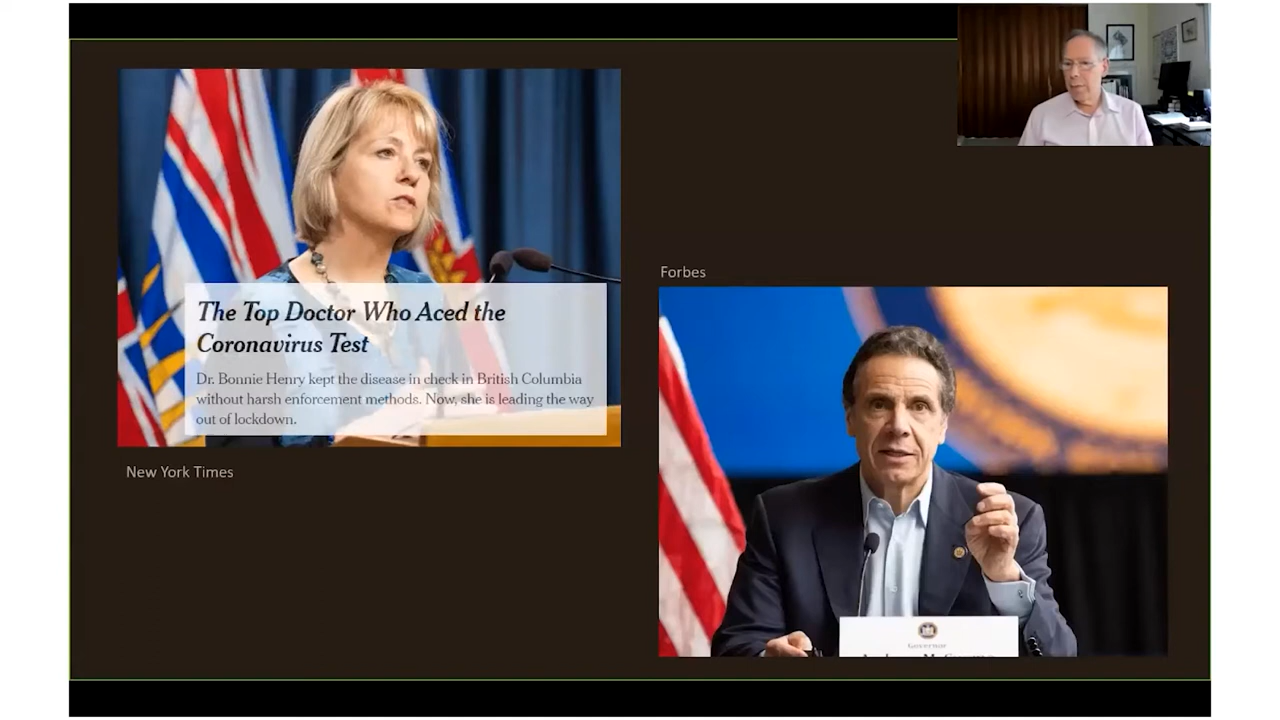 The Top Doctor Who Aced the
Coronavirus Test
Dr. Bonnie Henry kept the disease in check in British Columbia
without harsh enforcement methods. Now, she is leading the way
out of lockdown.
New York Times
Forbes
Governor